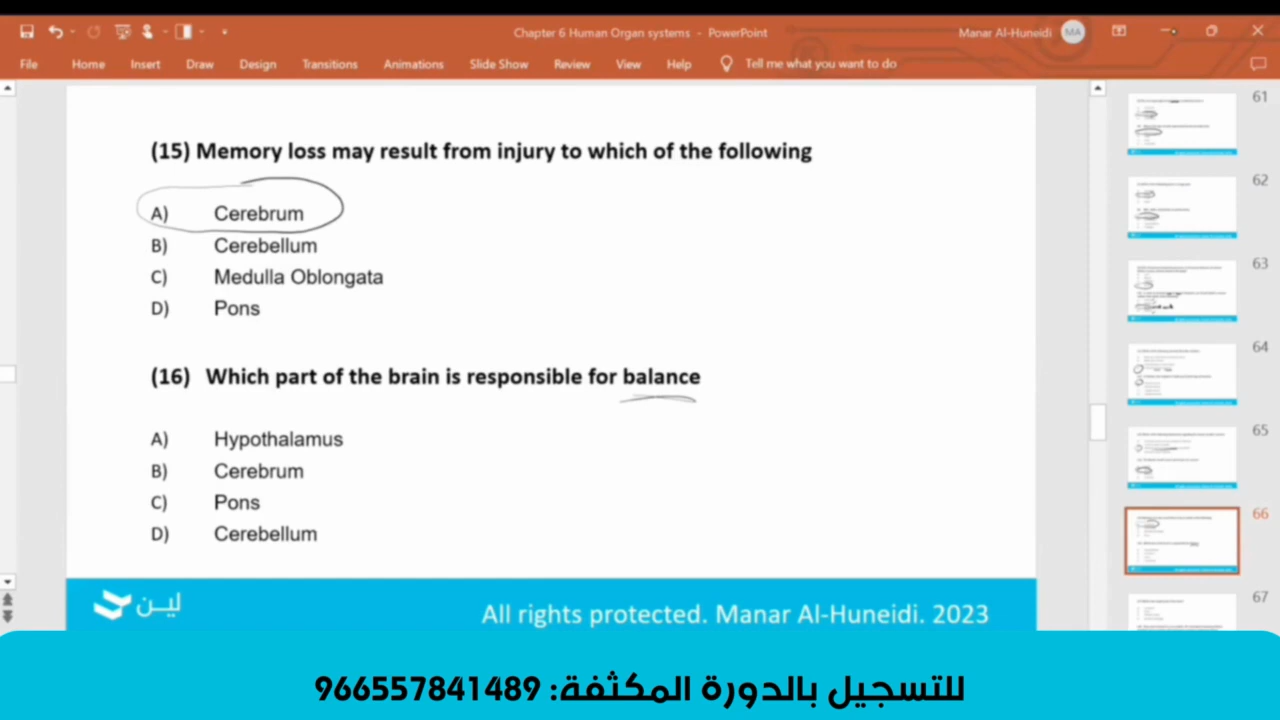 Chapter 6 Human Organ systems - PowerPoint
Manar Al-Huneidi MA
File Home Insert Draw Design Transitions Animations Slide Show Review View Help Tell me what you want to do
(15) Memory loss may result from injury to which of the following
A) Cerebrum
B) Cerebellum
C) Medulla Oblongata
D) Pons
(16) Which part of the brain is responsible for balance
A) Hypothalamus
B) Cerebrum
C) Pons
D) Cerebellum
لين
All rights protected. Manar Al-Huneidi. 2023
61
62
63
64
65
66
67
للتسجيل بالدورة المكثفة: 966557841489